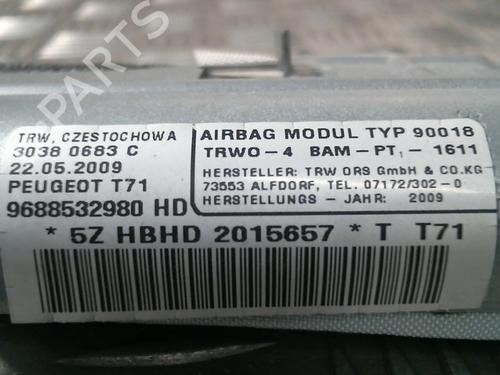 TRW, CZESTOCHOWA
3038 0683 C
22.05.2009
PEUGEOT T71
9688532980 HD
AIRBAG MODUL TYP 90018
TRWO-4 BAM-PT, - 1611
HERSTELLER: TRW ORS GmbH & CO.KG
73553 ALFDORF, TEL. 07172/302-0
HERSTELLUNGS - JAHR: 2009
* 5Z HBHD 2015657 * T T71
B-PARTS